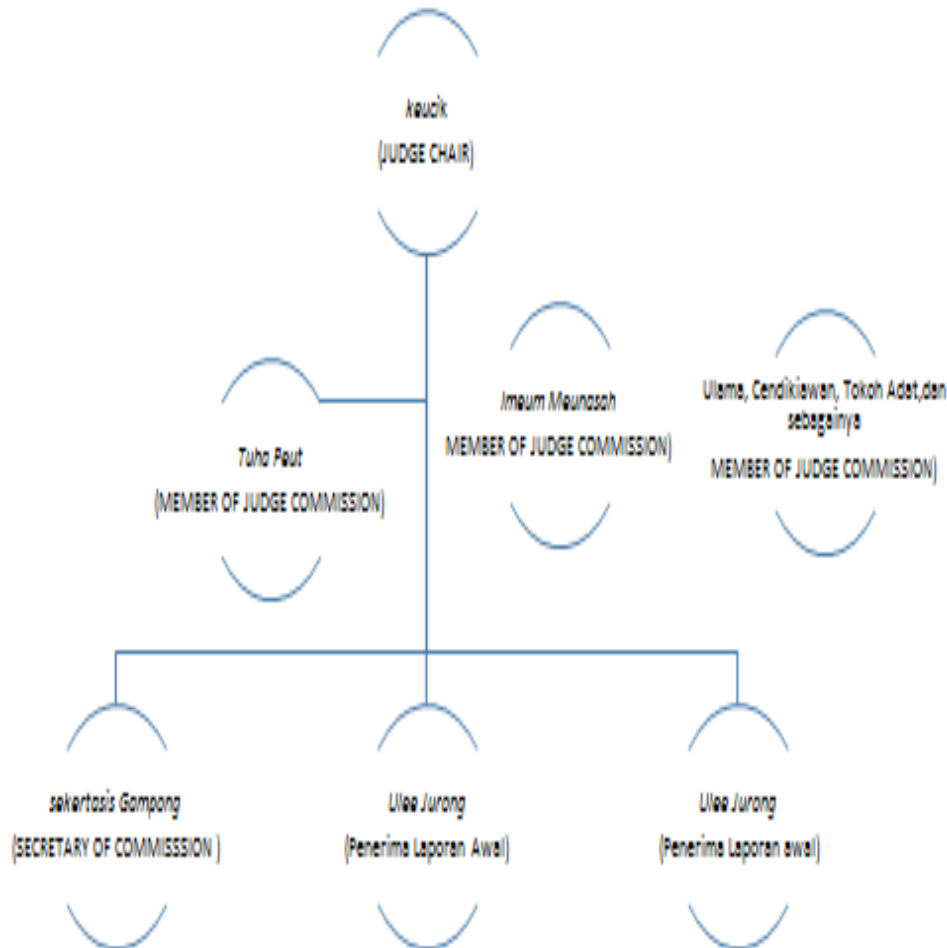 keucik
(JUDGE CHAIR)
Tuha Peut
(MEMBER OF JUDGE COMMISSION)
Imeum Meunasah
MEMBER OF JUDGE COMMISSION)
Ulama, Cendikiawan, Tokoh Adat,dan
sebagainya
MEMBER OF JUDGE COMMISSION)
sekertasis Gampong
(SECRETARY OF COMMISSSION )
Ulee Jurong
(Penerima Laporan Awal)
Ulee Jurong
(Penerima Laporan awal)